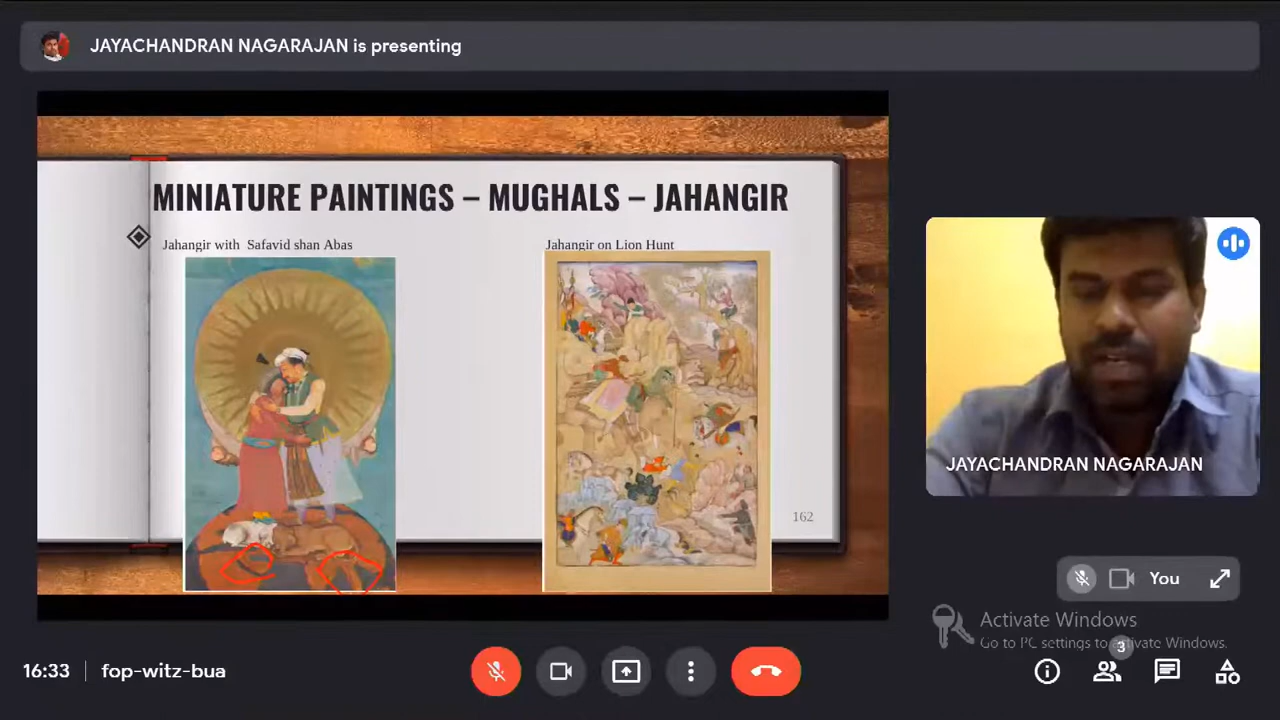 JAYACHANDRAN NAGARAJAN is presenting
MINIATURE PAINTINGS – MUGHALS – JAHANGIR
Jahangir with Safavid shan Abas
Jahangir on Lion Hunt
162
JAYACHANDRAN NAGARAJAN
You
Activate Windows
Go to PC settings to activate Windows.
3
16:33
fop-witz-bua